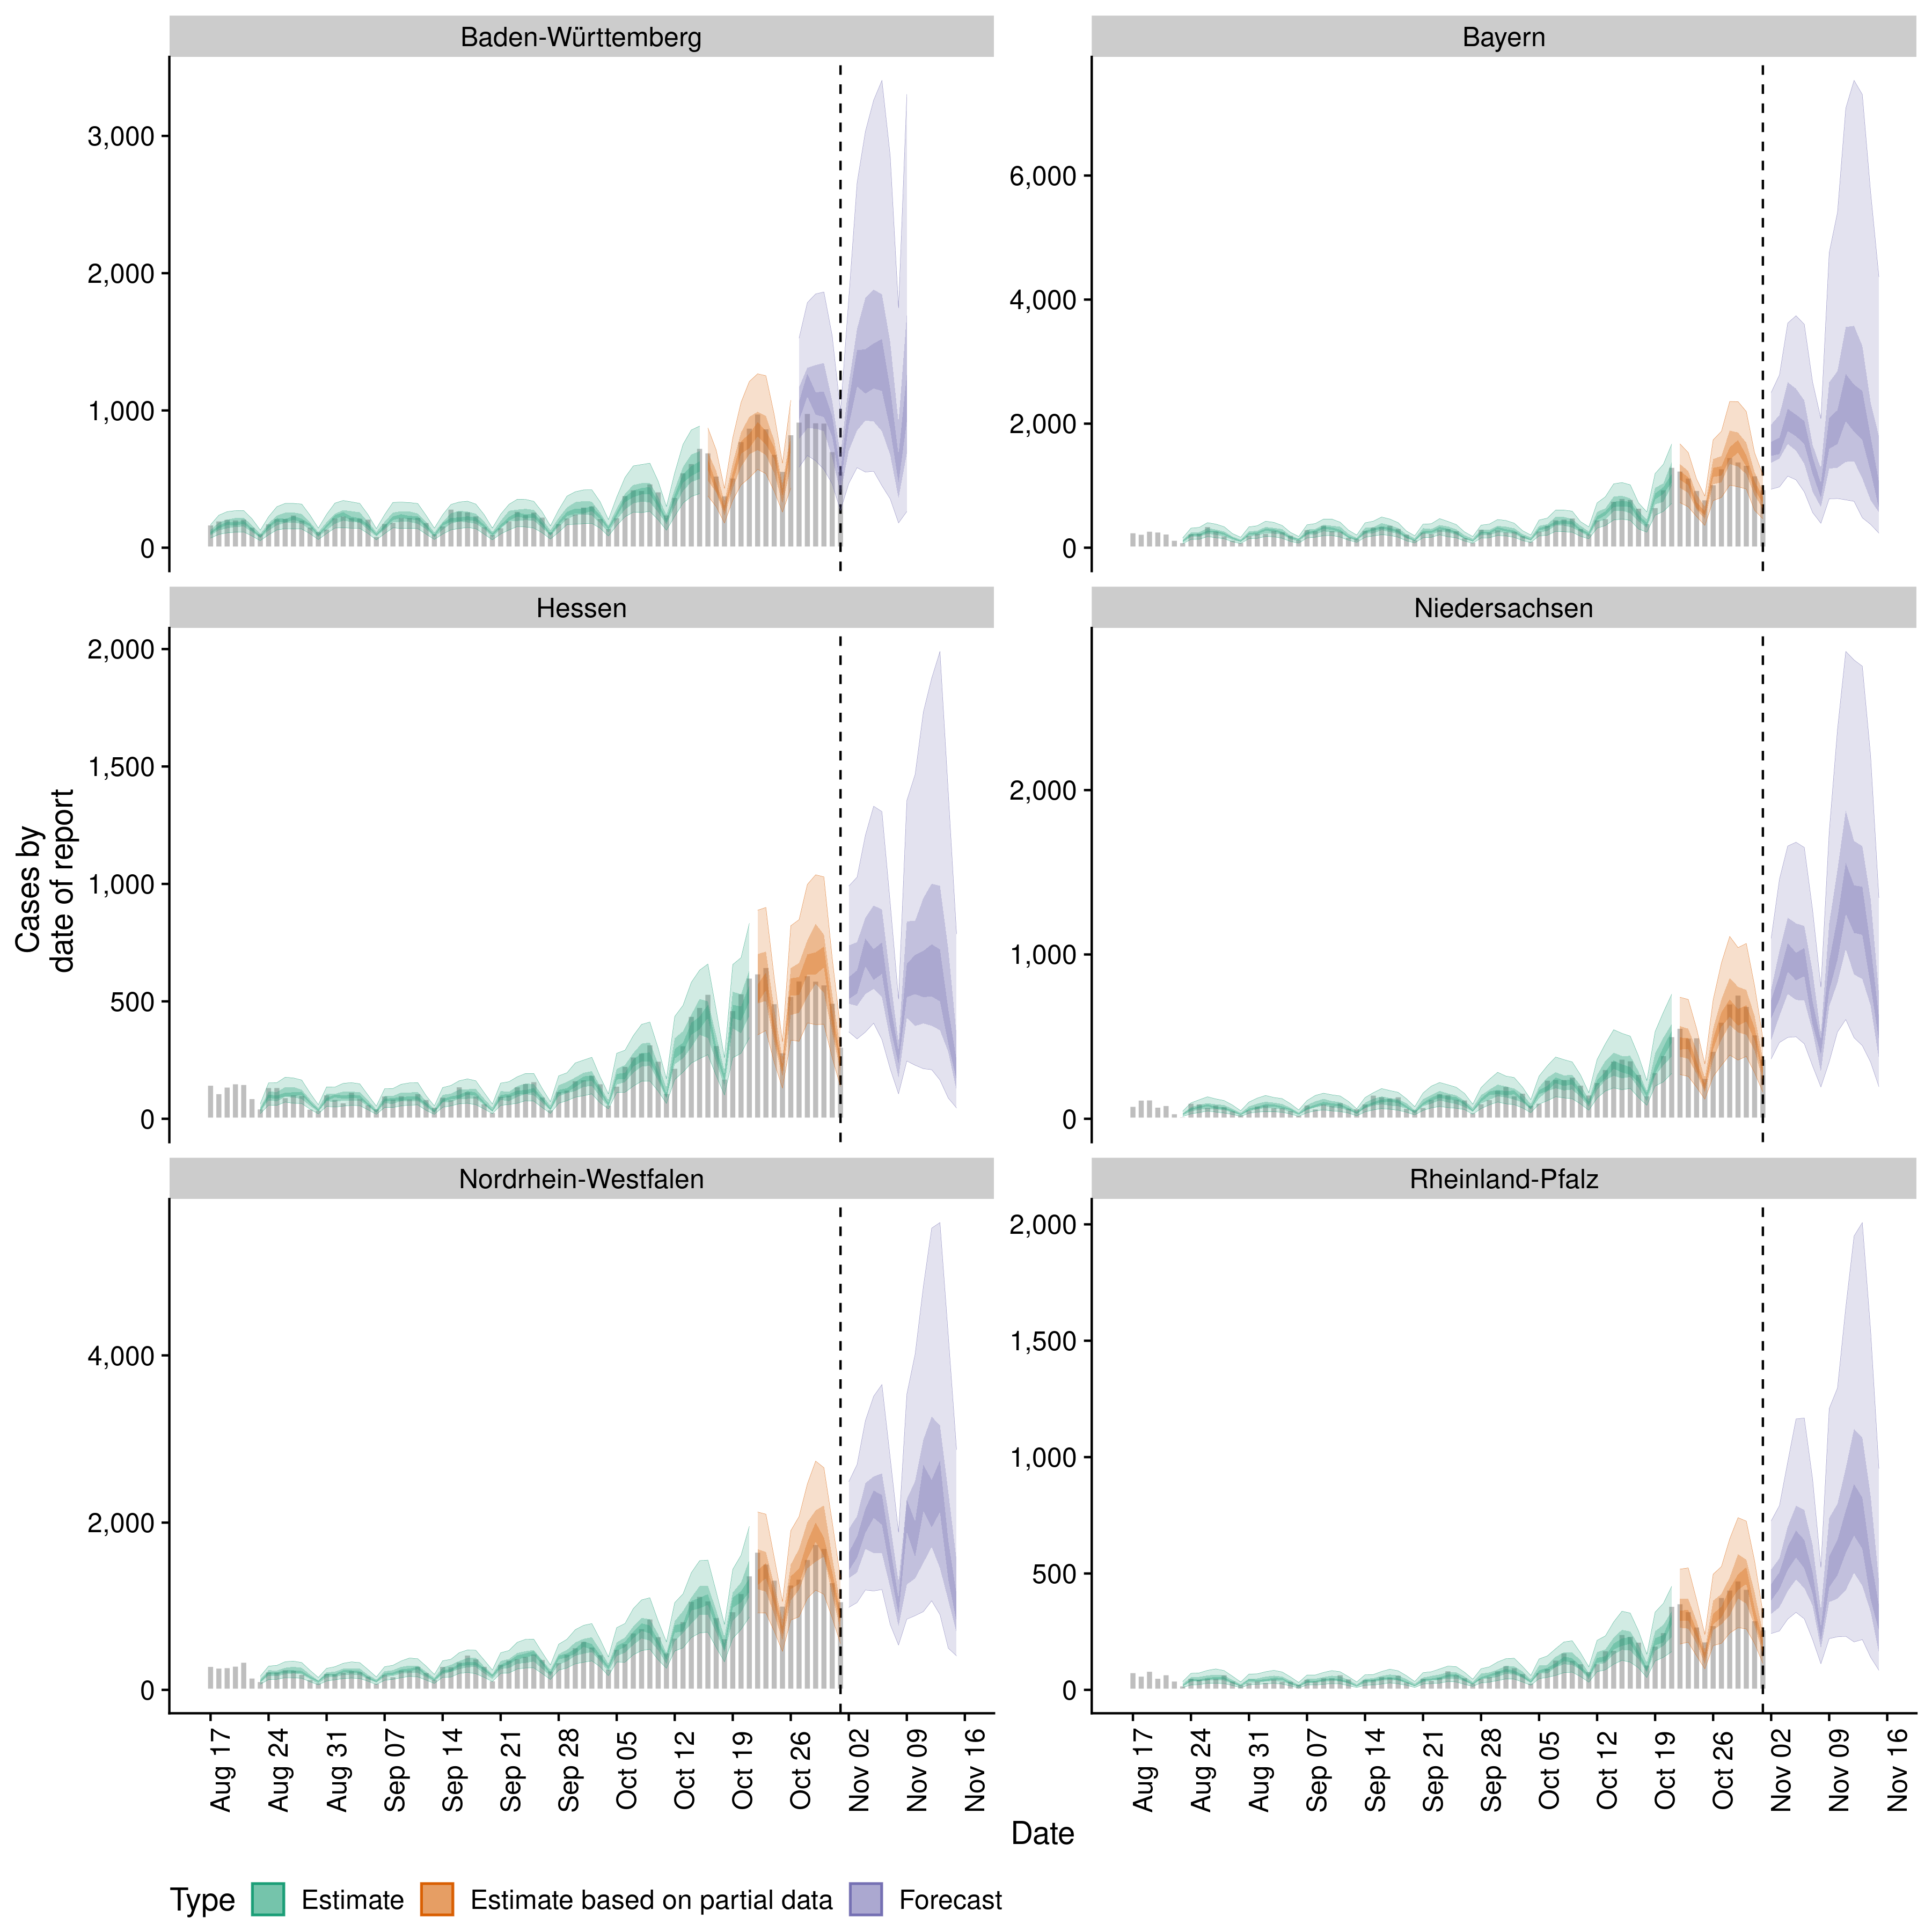 Baden-Württemberg
Bayern
3,000
2,000
1,000
0
6,000
4,000
2,000
0
Hessen
Niedersachsen
2,000
1,500
1,000
500
0
2,000
1,000
0
Cases by
date of report
Nordrhein-Westfalen
Rheinland-Pfalz
4,000
2,000
0
2,000
1,500
1,000
500
0
Aug 17
Aug 24
Aug 31
Sep 07
Sep 14
Sep 21
Sep 28
Oct 05
Oct 12
Oct 19
Oct 26
Nov 02
Nov 09
Nov 16
Aug 17
Aug 24
Aug 31
Sep 07
Sep 14
Sep 21
Sep 28
Oct 05
Oct 12
Oct 19
Oct 26
Nov 02
Nov 09
Nov 16
Date
Type Estimate Estimate based on partial data Forecast